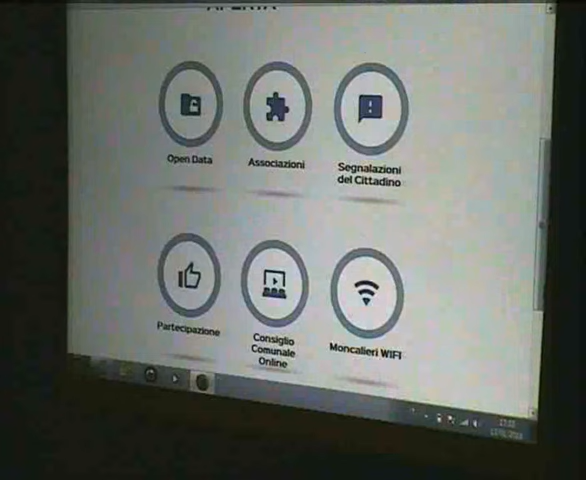 Open Data
Associazioni
Segnalazioni
del Cittadino
Partecipazione
Consiglio
Comunale
Online
Moncalieri WIFI